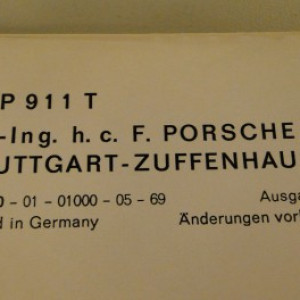 P 911 T
-Ing. h. c. F. PORSCHE
UTTGART-ZUFFENHAU
0 - 01 - 01000 - 05 - 69 Ausga
d in Germany Änderungen vor